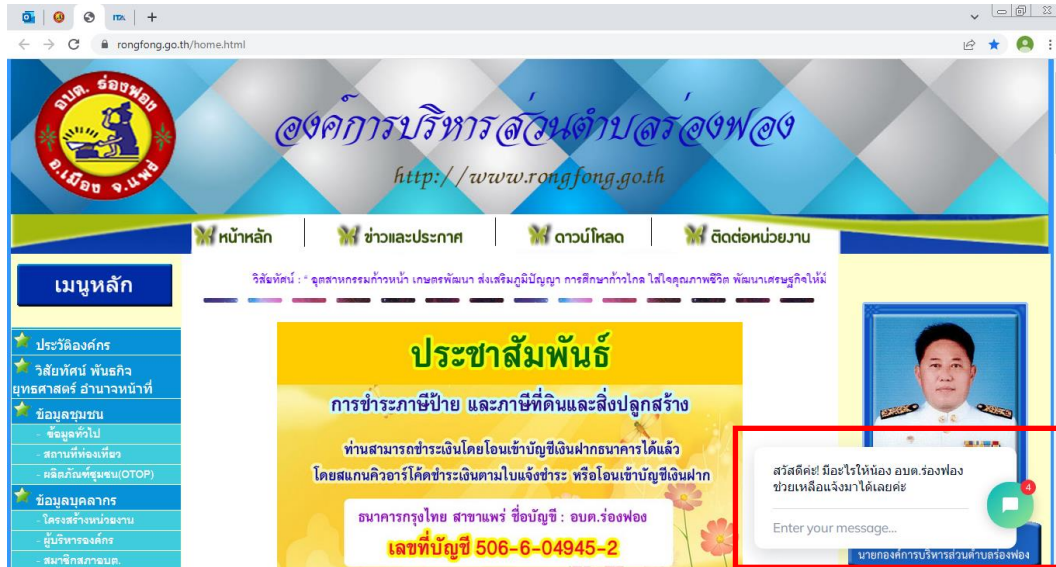 ITA
rongfong.go.th/home.html
อบต. ร่องฟอง
อ.เมือง จ.แพร่
องค์การบริหารส่วนตำบลร่องฟอง
http://www.rongfong.go.th
หน้าหลัก
ข่าวและประกาศ
ดาวน์โหลด
ติดต่อหน่วยงาน
เมนูหลัก
วิสัยทัศน์ : " อุตสาหกรรมก้าวหน้า เกษตรพัฒนา ส่งเสริมภูมิปัญญา การศึกษาก้าวไกล ใส่ใจคุณภาพชีวิต พัฒนาเศรษฐกิจให้มั
ประวัติองค์กร
วิสัยทัศน์ พันธกิจ
ยุทธศาสตร์ อำนาจหน้าที่
ข้อมูลชุมชน
- ข้อมูลทั่วไป
- สถานที่ท่องเที่ยว
- ผลิตภัณฑ์ชุมชน(OTOP)
ข้อมูลบุคลากร
- โครงสร้างหน่วยงาน
- ผู้บริหารองค์กร
- สมาชิกสภาอบต.
ประชาสัมพันธ์
การชำระภาษีป้าย และภาษีที่ดินและสิ่งปลูกสร้าง
ท่านสามารถชำระเงินโดยโอนเข้าบัญชีเงินฝากธนาคารได้แล้ว
โดยสแกนคิวอาร์โค้ดชำระเงินตามใบแจ้งชำระ หรือโอนเข้าบัญชีเงินฝาก
ธนาคารกรุงไทย สาขาแพร่ ชื่อบัญชี : อบต.ร่องฟอง
เลขที่บัญชี 506-6-04945-2
สวัสดีค่ะ! มีอะไรให้น้อง อบต.ร่องฟอง
ช่วยเหลือแจ้งมาได้เลยค่ะ
4
Enter your message...
นายกองค์การบริหารส่วนตำบลร่องฟอง